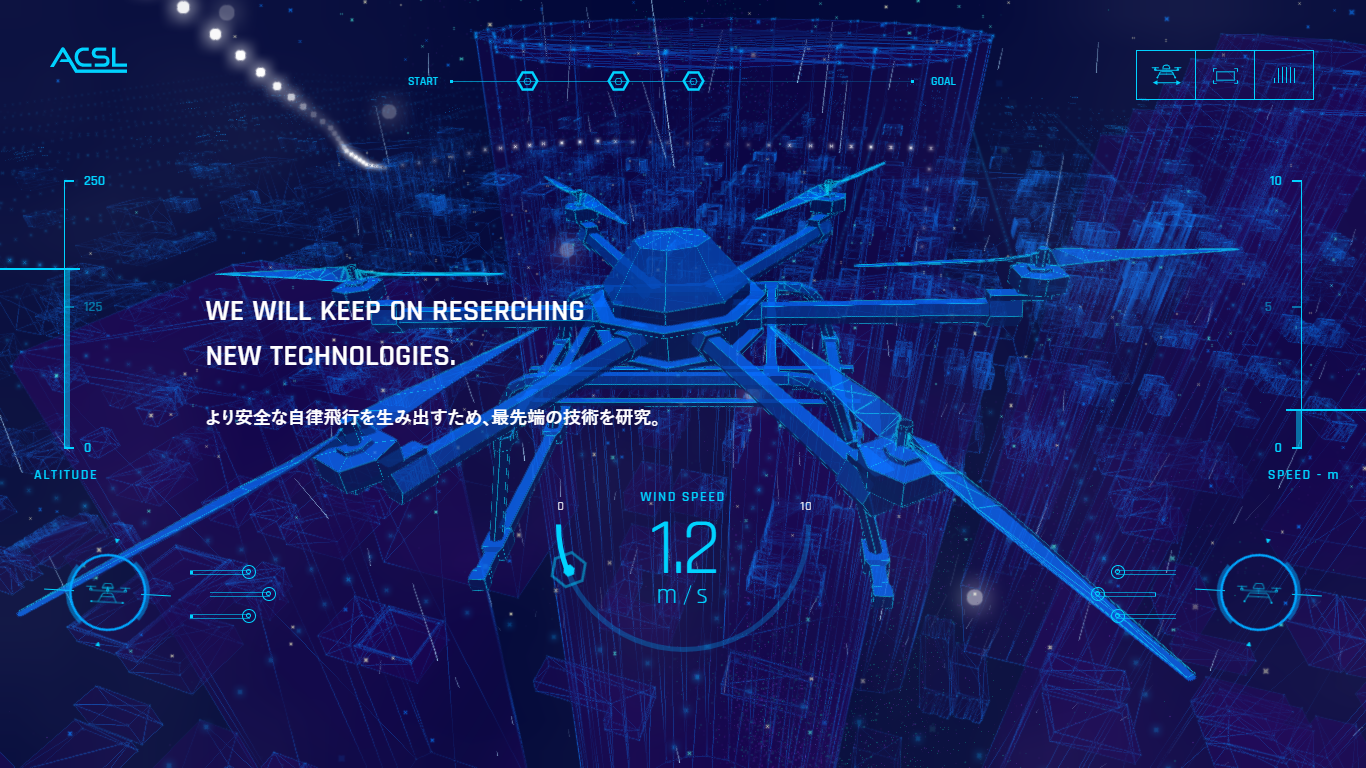 ACSL
START
GOAL
250
125
0
ALTITUDE
10
5
0
SPEED - m
WE WILL KEEP ON RESERCHING
NEW TECHNOLOGIES.
より安全な自律飛行を生み出すため、最先端の技術を研究。
WIND SPEED
0
10
1.2
m/s